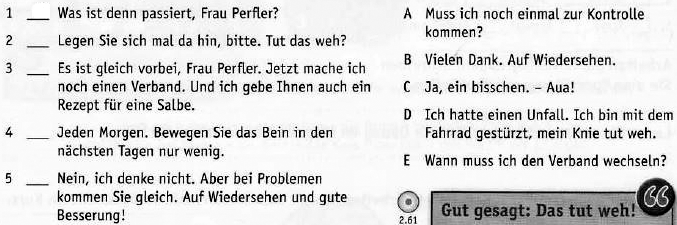 1 ___ Was ist denn passiert, Frau Perfler?
2 ___ Legen Sie sich mal da hin, bitte. Tut das weh?
3 ___ Es ist gleich vorbei, Frau Perfler. Jetzt mache ich
noch einen Verband. Und ich gebe Ihnen auch ein
Rezept für eine Salbe.
4 ___ Jeden Morgen. Bewegen Sie das Bein in den
nächsten Tagen nur wenig.
5 ___ Nein, ich denke nicht. Aber bei Problemen
kommen Sie gleich. Auf Wiedersehen und gute
Besserung!
A Muss ich noch einmal zur Kontrolle
kommen?
B Vielen Dank. Auf Wiedersehen.
C Ja, ein bisschen. – Aua!
D Ich hatte einen Unfall. Ich bin mit dem
Fahrrad gestürzt, mein Knie tut weh.
E Wann muss ich den Verband wechseln?
2.61
Gut gesagt: Das tut weh!